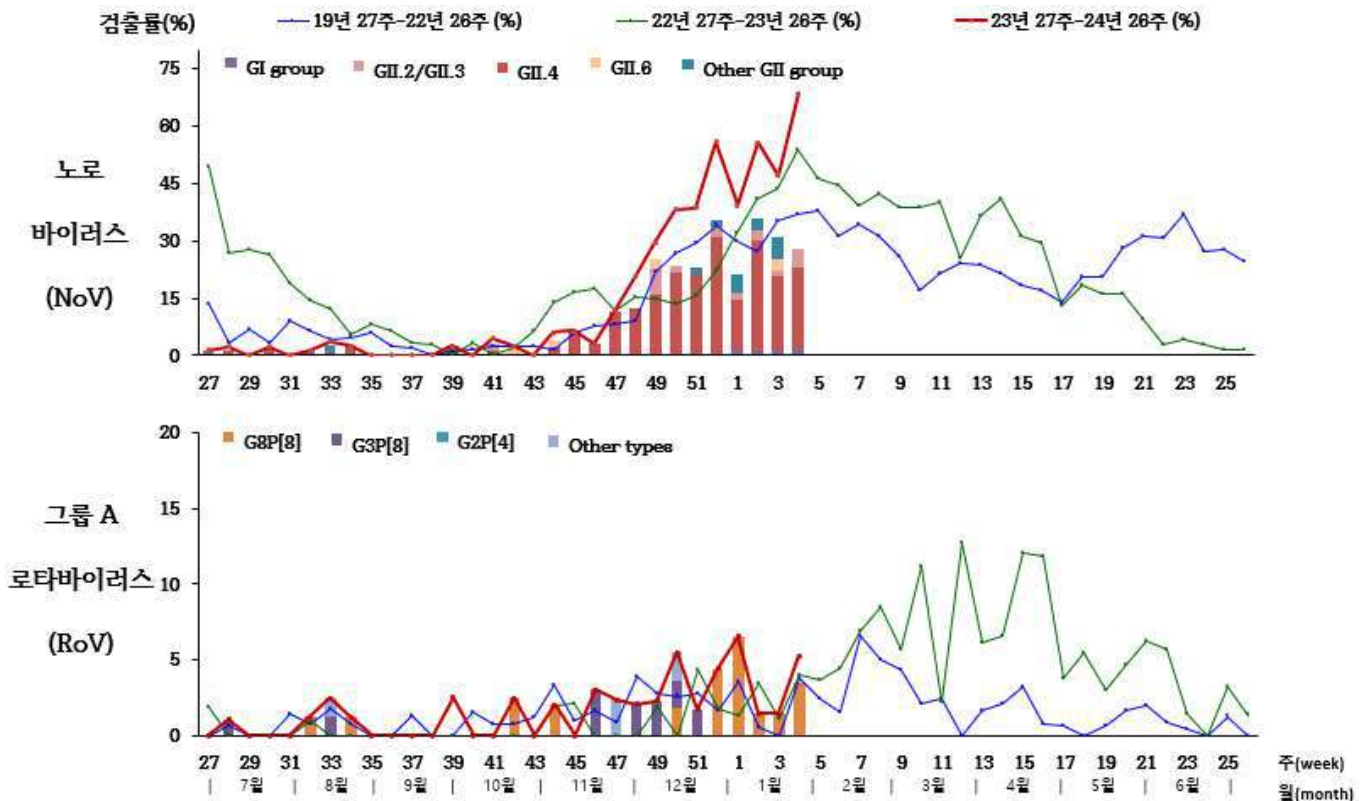 검출률(%)
19년 27주-22년 26주 (%)
22년 27주-23년 26주 (%)
23년 27주-24년 26주 (%)
GI group
GII.2/GII.3
GII.4
GII.6
Other GII group
75
60
45
30
15
0
노로
바이러스
(NoV)
27 29 31 33 35 37 39 41 43 45 47 49 51 1 3 5 7 9 11 13 15 17 19 21 23 25
G8P[8]
G3P[8]
G2P[4]
Other types
20
15
10
5
0
그룹 A
로타바이러스
(RoV)
27 29 31 33 35 37 39 41 43 45 47 49 51 1 3 5 7 9 11 13 15 17 19 21 23 25 주(week)
| 7월 | 8월 | 9월 | 10월 | 11월 | 12월 | 1월 | 2월 | 3월 | 4월 | 5월 | 6월 | 월(month)